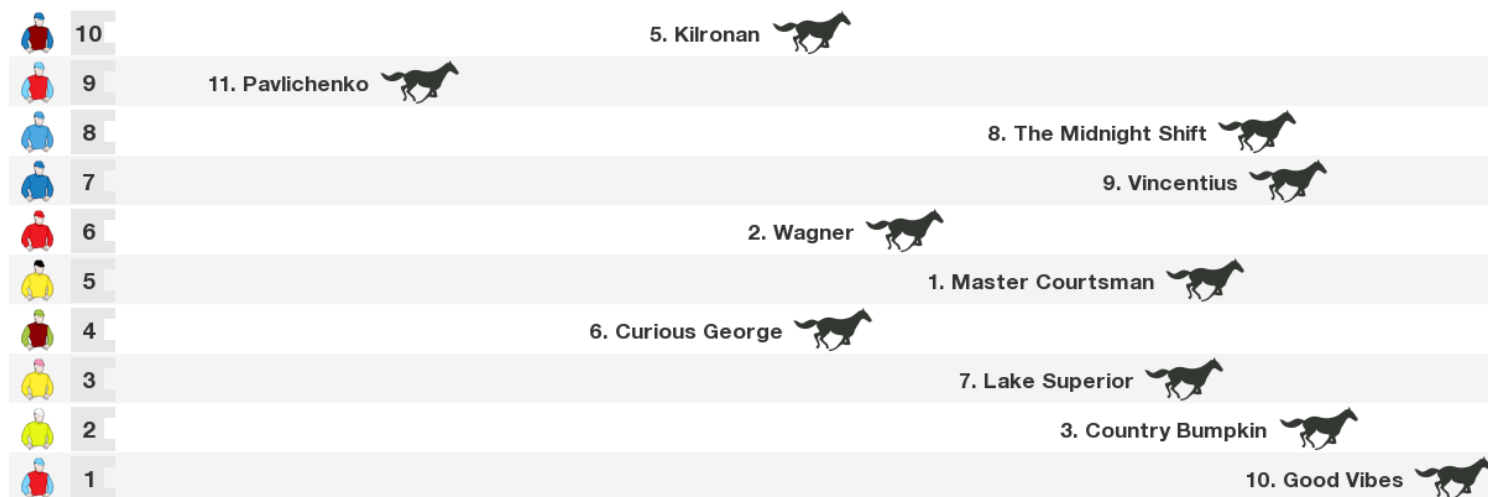 10 5. Kilronan
9 11. Pavlichenko
8 8. The Midnight Shift
7 9. Vincentius
6 2. Wagner
5 1. Master Courtsman
4 6. Curious George
3 7. Lake Superior
2 3. Country Bumpkin
1 10. Good Vibes